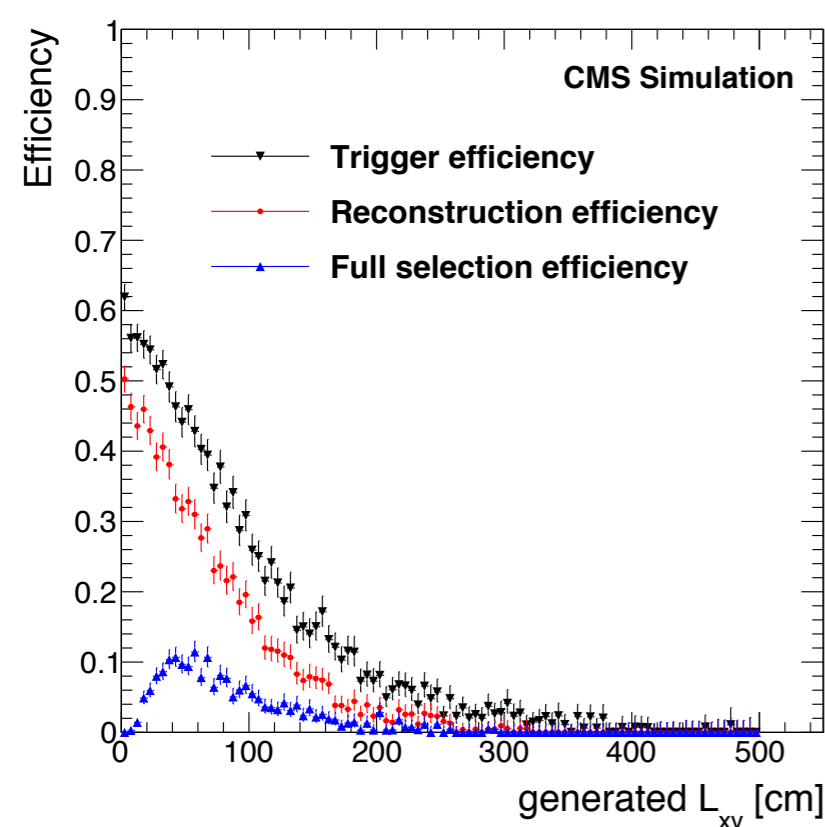 CMS Simulation
Efficiency
1
0.9
0.8
0.7
0.6
0.5
0.4
0.3
0.2
0.1
0
Trigger efficiency
Reconstruction efficiency
Full selection efficiency
0 100 200 300 400 500
generated L_xy [cm]